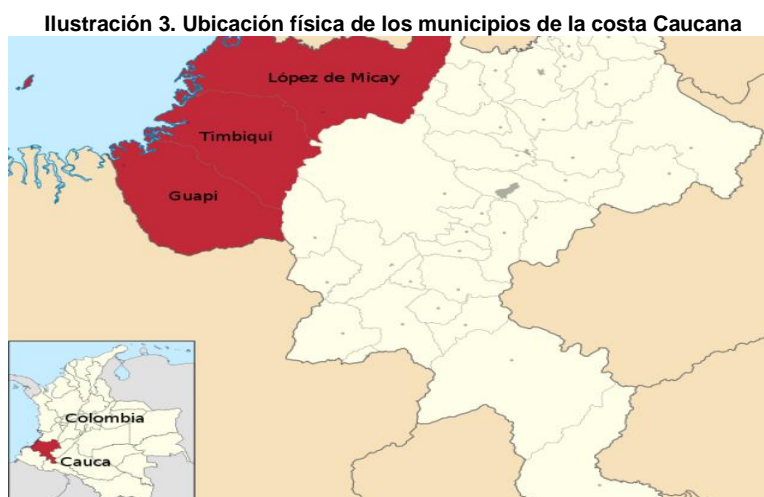 Ilustración 3. Ubicación física de los municipios de la costa Caucana
López de Micay
Timbiqui
Guapi
Colombia
Cauca